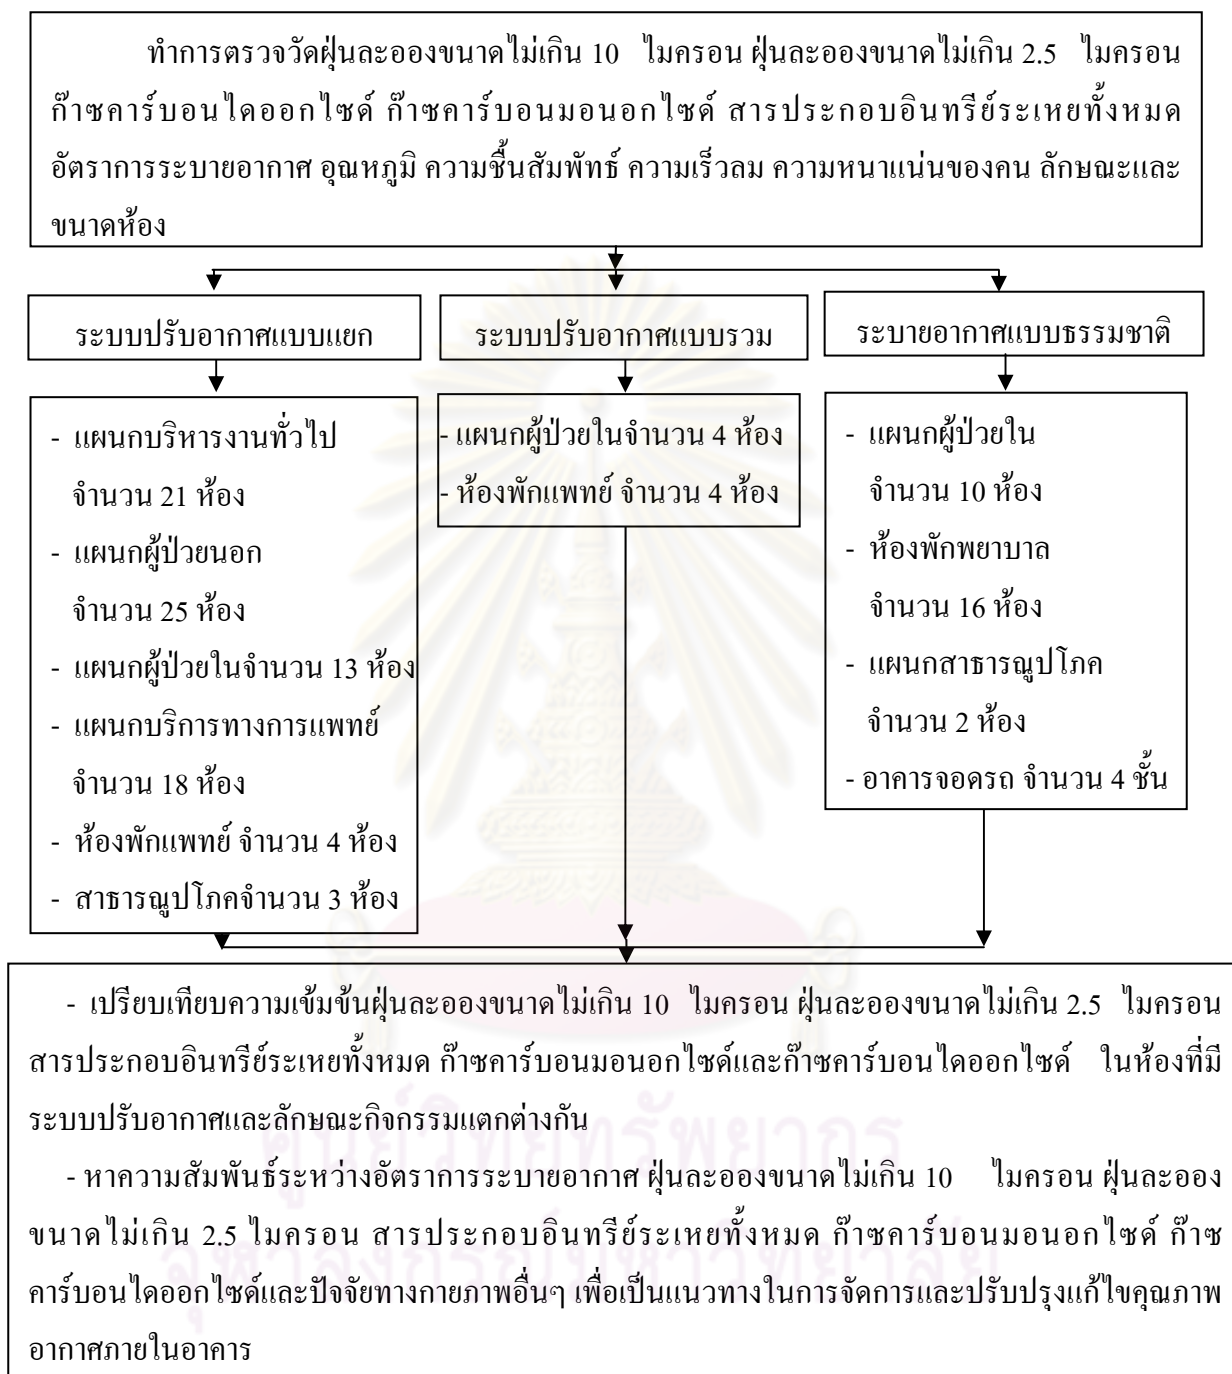 ทำการตรวจวัดฝุ่นละอองขนาดไม่เกิน 10 ไมครอน ฝุ่นละอองขนาดไม่เกิน 2.5 ไมครอน
ก๊าซคาร์บอนไดออกไซด์ ก๊าซคาร์บอนมอนอกไซด์ สารประกอบอินทรีย์ระเหยทั้งหมด
อัตราการระบายอากาศ อุณหภูมิ ความชื้นสัมพัทธ์ ความเร็วลม ความหนาแน่นของคน ลักษณะและ
ขนาดห้อง
ระบบปรับอากาศแบบแยก
ระบบปรับอากาศแบบรวม
ระบายอากาศแบบธรรมชาติ
- แผนกบริหารงานทั่วไป
จำนวน 21 ห้อง
- แผนกผู้ป่วยนอก
จำนวน 25 ห้อง
- แผนกผู้ป่วยในจำนวน 13 ห้อง
- แผนกบริการทางการแพทย์
จำนวน 18 ห้อง
- ห้องพักแพทย์ จำนวน 4 ห้อง
- สาธารณูปโภคจำนวน 3 ห้อง
- แผนกผู้ป่วยในจำนวน 4 ห้อง
- ห้องพักแพทย์ จำนวน 4 ห้อง
- แผนกผู้ป่วยใน
จำนวน 10 ห้อง
- ห้องพักพยาบาล
จำนวน 16 ห้อง
- แผนกสาธารณูปโภค
จำนวน 2 ห้อง
- อาคารจอดรถ จำนวน 4 ชั้น
- เปรียบเทียบความเข้มข้นฝุ่นละอองขนาดไม่เกิน 10 ไมครอน ฝุ่นละอองขนาดไม่เกิน 2.5 ไมครอน
สารประกอบอินทรีย์ระเหยทั้งหมด ก๊าซคาร์บอนมอนอกไซด์และก๊าซคาร์บอนไดออกไซด์ ในห้องที่มี
ระบบปรับอากาศและลักษณะกิจกรรมแตกต่างกัน
- หาความสัมพันธ์ระหว่างอัตราการระบายอากาศ ฝุ่นละอองขนาดไม่เกิน 10 ไมครอน ฝุ่นละออง
ขนาดไม่เกิน 2.5 ไมครอน สารประกอบอินทรีย์ระเหยทั้งหมด ก๊าซคาร์บอนมอนอกไซด์ ก๊าซ
คาร์บอนไดออกไซด์และปัจจัยทางกายภาพอื่นๆ เพื่อเป็นแนวทางในการจัดการและปรับปรุงแก้ไขคุณภาพ
อากาศภายในอาคาร
ศูนย์วิทยทรัพยากร
จุฬาลงกรณ์มหาวิทยาลัย